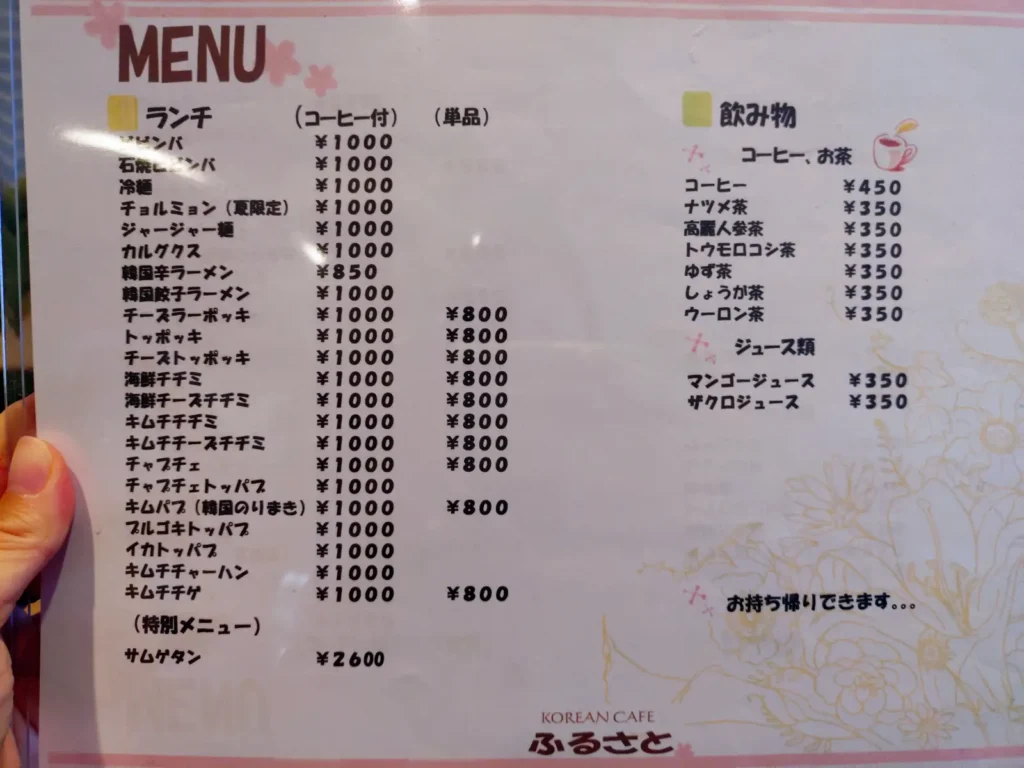 MENU
ランチ (コーヒー付) (単品)
ビビンバ ¥1000
石焼ビビンバ ¥1000
冷麺 ¥1000
チョルミョン (夏限定) ¥1000
ジャージャー麺 ¥1000
カルグクス ¥1000
韓国辛ラーメン ¥850
韓国餃子ラーメン ¥1000
チーズラーポッキ ¥1000 ¥800
トッポッキ ¥1000 ¥800
チーズトッポッキ ¥1000 ¥800
海鮮チヂミ ¥1000 ¥800
海鮮チーズチヂミ ¥1000 ¥800
キムチチヂミ ¥1000 ¥800
キムチチーズチヂミ ¥1000 ¥800
チャプチェ ¥1000 ¥800
チャプチェトッパプ ¥1000
キムパプ (韓国のりまき) ¥1000 ¥800
プルゴキトッパプ ¥1000
イカトッパプ ¥1000
キムチチャーハン ¥1000
キムチチゲ ¥1000 ¥800
(特別メニュー)
サムゲタン ¥2600
飲み物
コーヒー、お茶
コーヒー ¥450
ナツメ茶 ¥350
高麗人参茶 ¥350
トウモロコシ茶 ¥350
ゆず茶 ¥350
しょうが茶 ¥350
ウーロン茶 ¥350
ジュース類
マンゴージュース ¥350
ザクロジュース ¥350
お持ち帰りできます...
KOREAN CAFE
ふるさと